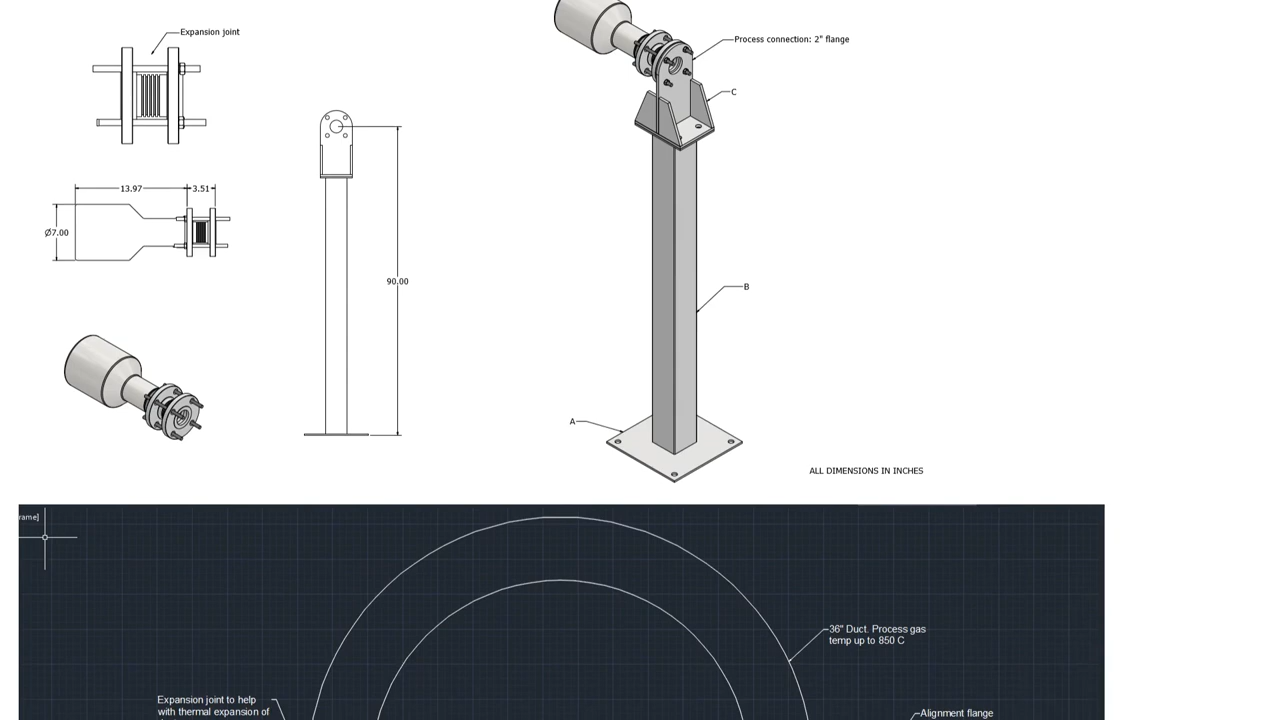 Expansion joint
Process connection: 2" flange
C
13.97
3.51
Ø7.00
90.00
B
A
ALL DIMENSIONS IN INCHES
rame]
36" Duct. Process gas
temp up to 850 C
Expansion joint to help
with thermal expansion of
Alignment flange